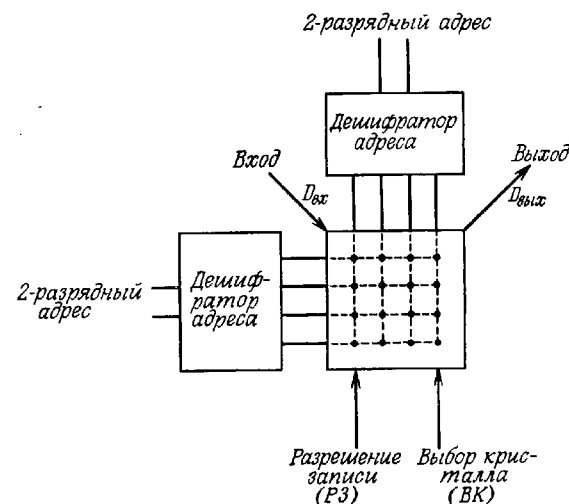 2-разрядный адрес
Дешифратор
адреса
Вход
Dвх
Выход
Dвых
2-разрядный
адрес
Дешиф-
ратор
адреса
Разрешение
записи
(РЗ)
Выбор крис-
талла
(ВК)